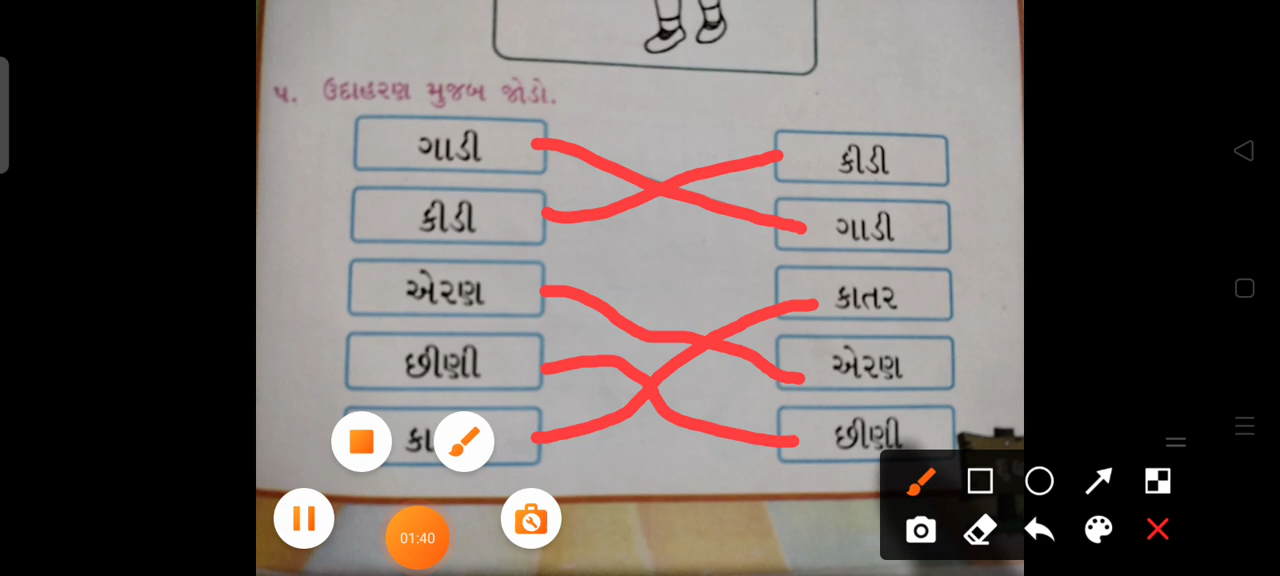 ૫. ઉદાહરણ મુજબ જોડો.
ગાડી
કીડી
કીડી
ગાડી
એરણ
કાતર
છીણી
એરણ
કા
છીણી
01:40